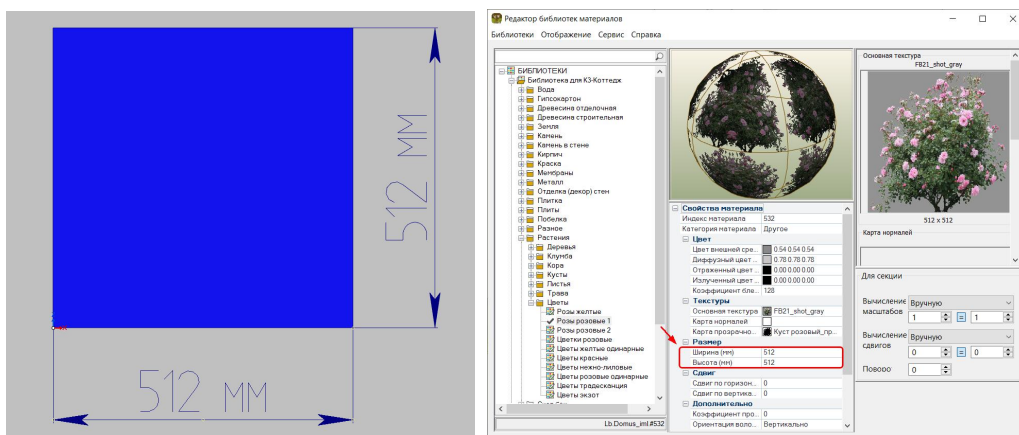 512 мм
512 мм
Редактор библиотек материалов
Библиотеки Отображение Сервис Справка
БИБЛИОТЕКИ
Библиотека для К3-Коттедж
Вода
Гипсокартон
Древесина отделочная
Древесина строительная
Земля
Камень
Камень в стене
Кирпич
Краска
Мембраны
Металл
Отделка (декор) стен
Плитка
Плиты
Побелка
Разное
Растения
Деревья
Клумба
Кора
Кусты
Листья
Трава
Цветы
Розы желтые
Розы розовые 1
Розы розовые 2
Цветки розовые
Цветы желтые одинарные
Цветы красные
Цветы нежно-лиловые
Цветы розовые одинарные
Цветы традесканция
Цветы экзот
Lb.Domus_iml.#532
Свойства материала
Индекс материала 532
Категория материала Другое
Цвет
Цвет внешней сре... 0.54 0.54 0.54
Диффузный цвет ... 0.78 0.78 0.78
Отраженный цвет ... 0.00 0.00 0.00
Излученный цвет ... 0.00 0.00 0.00
Коэффициент бле... 128
Текстуры
Основная текстура FB21_shot_gray
Карта нормалей
Карта прозрачно... Куст розовый_пр...
Размер
Ширина (мм) 512
Высота (мм) 512
Сдвиг
Сдвиг по горизон... 0
Сдвиг по вертика... 0
Дополнительно
Коэффициент про... 0
Ориентация воло... Вертикально
Основная текстура
FB21_shot_gray
512 x 512
Карта нормалей
Для секции
Вычисление масштабов Вручную
1 = 1
Вычисление сдвигов Вручную
0 = 0
0